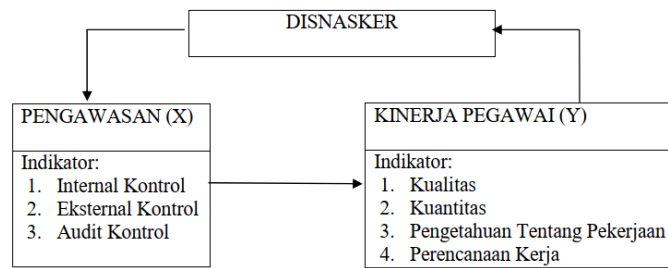 DISNASKER
PENGAWASAN (X)
Indikator:
1. Internal Kontrol
2. Eksternal Kontrol
3. Audit Kontrol
KINERJA PEGAWAI (Y)
Indikator:
1. Kualitas
2. Kuantitas
3. Pengetahuan Tentang Pekerjaan
4. Perencanaan Kerja